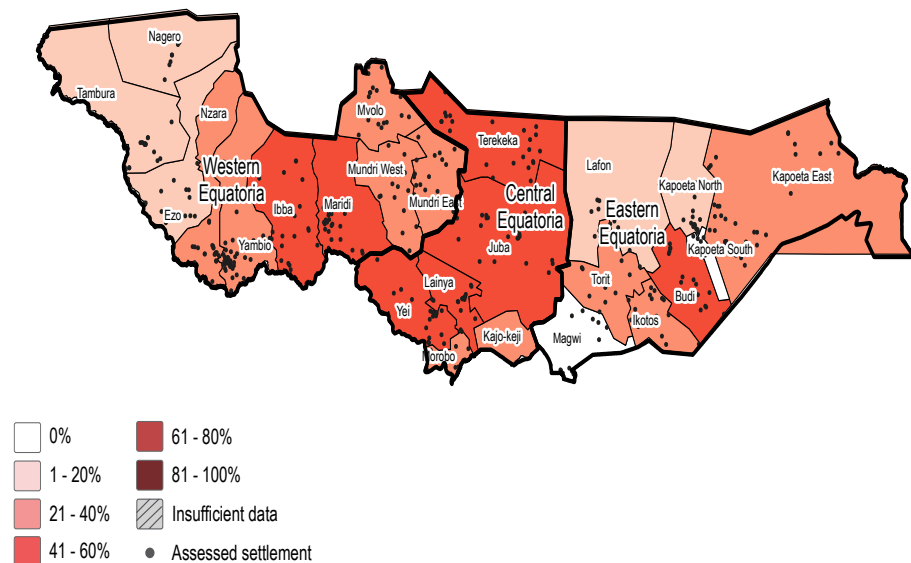 Nagero
Tambura
Nzara
Mvolo
Terekeka
Western
Equatoria
Mundri West
Lafon
Kapoeta North
Kapoeta East
Ezo
Ibba
Maridi
Mundri East
Central
Equatoria
Eastern
Equatoria
Yambio
Juba
Kapoeta South
Lainya
Torit
Yei
Budi
Ikotos
Kajo-keji
Magwi
Morobo
0%
61 - 80%
1 - 20%
81 - 100%
21 - 40%
Insufficient data
41 - 60%
Assessed settlement